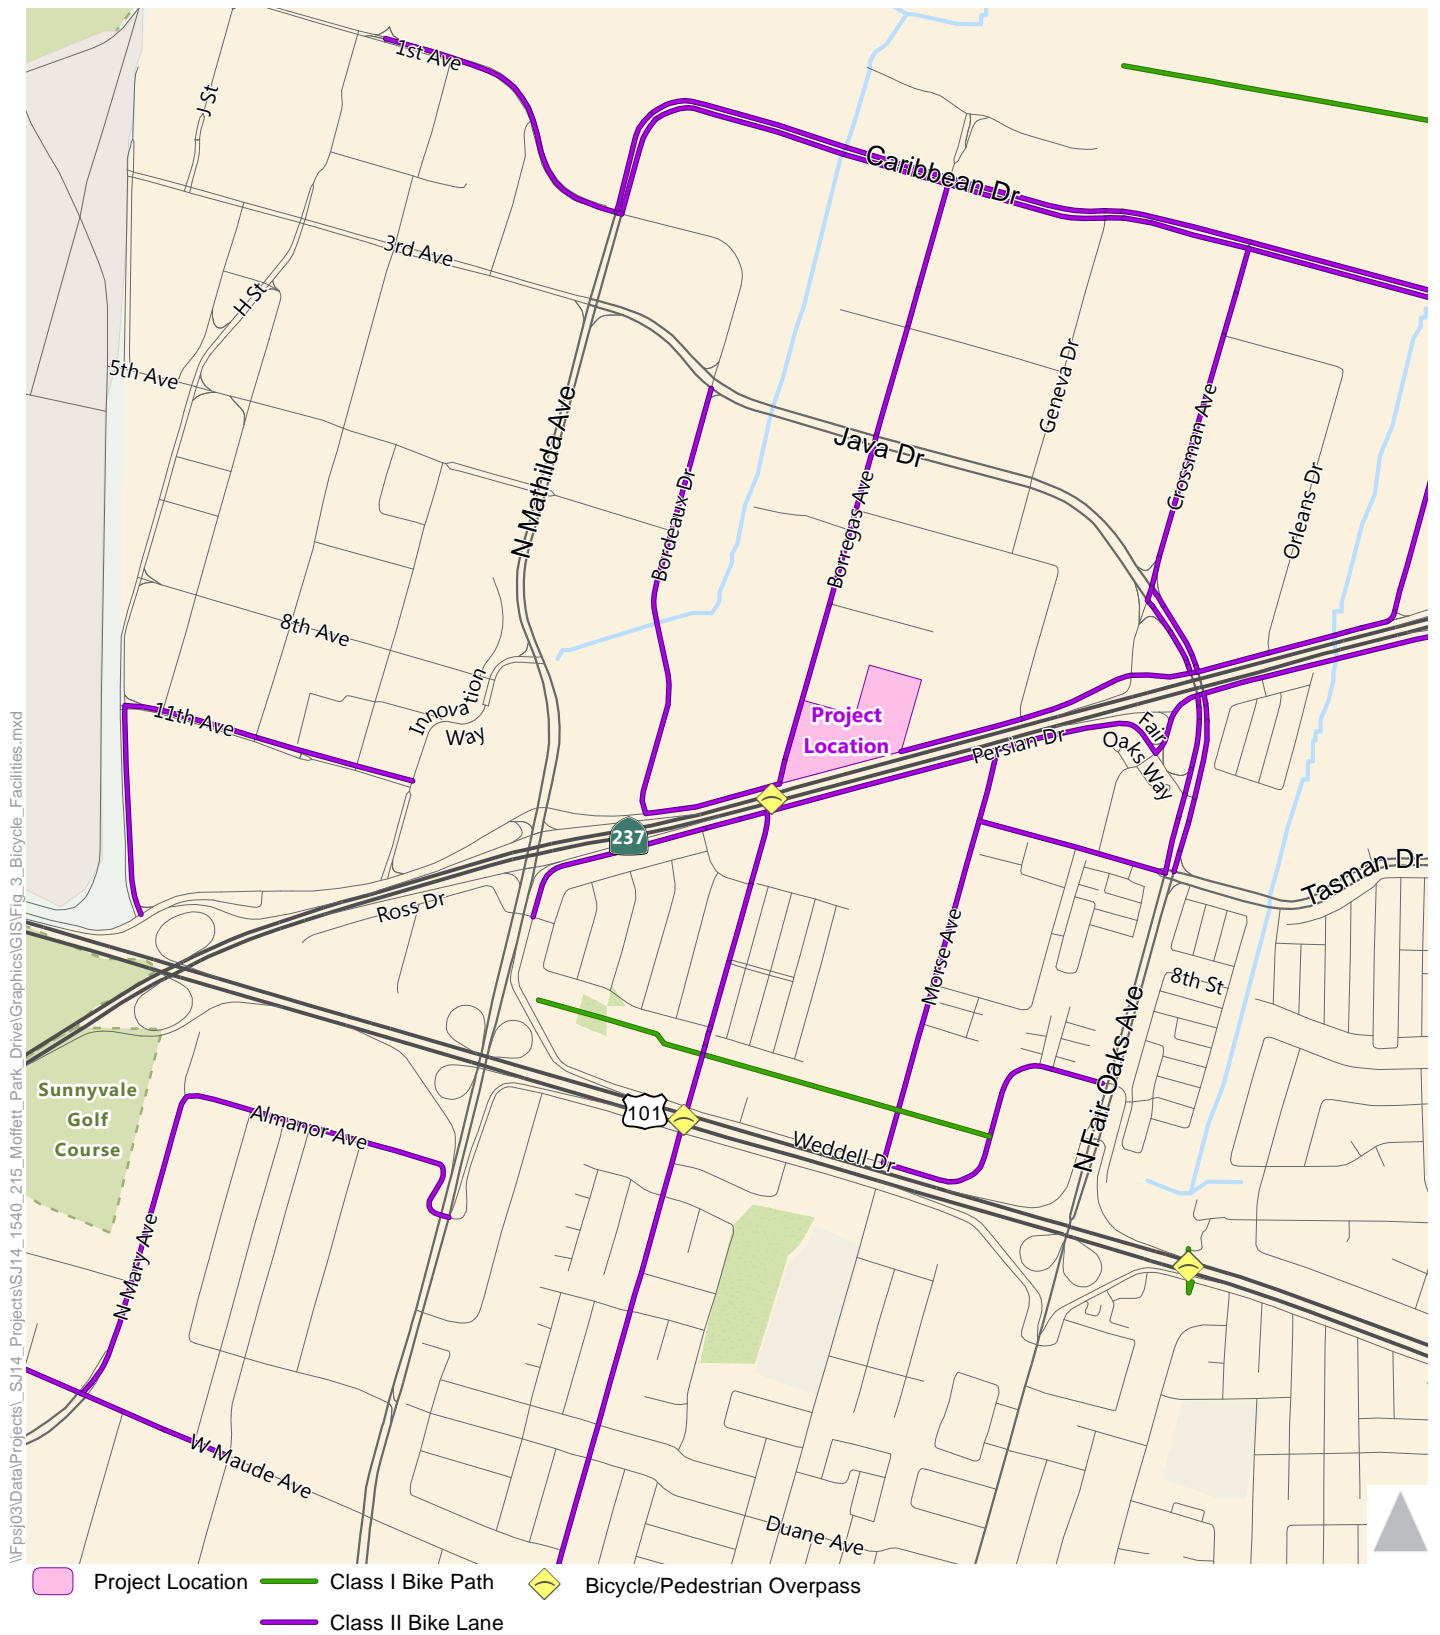 1st Ave
J St
Caribbean Dr
3rd Ave
H St
5th Ave
N Mathilda Ave
Java Dr
Geneva Dr
Crossman Ave
Bordeaux Dr
Borregas Ave
Orleans Dr
8th Ave
Innovation
Way
11th Ave
Project
Location
Persian Dr
Fair
Oaks Way
237
Ross Dr
Tasman Dr
Morse Ave
8th St
N Fair Oaks Ave
Sunnyvale
Golf
Course
Almanor Ave
101
Weddell Dr
N Mary Ave
W Maude Ave
Duane Ave
\\Fpsj03\Data\Projects\_SJ14_Projects\SJ14_1540_215_Moffett_Park_Drive\Graphics\GIS\Fig_3_Bicycle_Facilities.mxd
Project Location
Class I Bike Path
Bicycle/Pedestrian Overpass
Class II Bike Lane